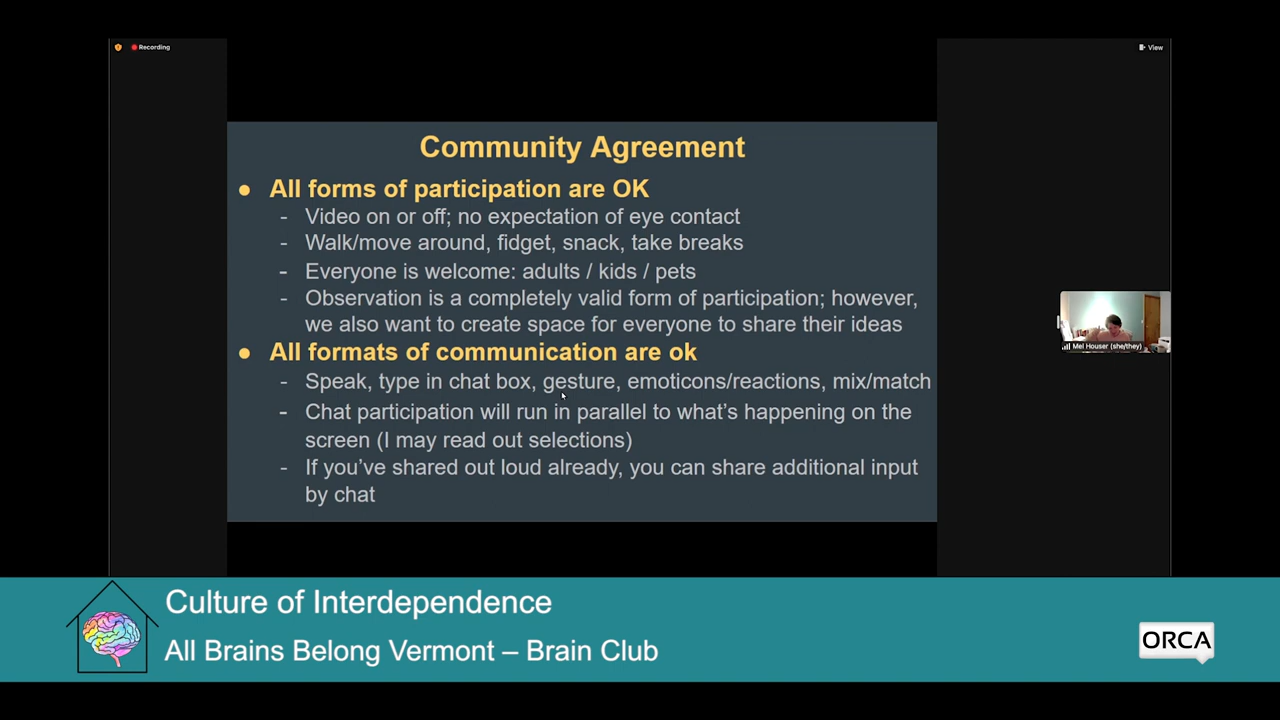 Recording
View
Community Agreement
● All forms of participation are OK
- Video on or off; no expectation of eye contact
- Walk/move around, fidget, snack, take breaks
- Everyone is welcome: adults / kids / pets
- Observation is a completely valid form of participation; however,
we also want to create space for everyone to share their ideas
● All formats of communication are ok
- Speak, type in chat box, gesture, emoticons/reactions, mix/match
- Chat participation will run in parallel to what's happening on the
screen (I may read out selections)
- If you've shared out loud already, you can share additional input
by chat
Mel Houser (she/they)
Culture of Interdependence
All Brains Belong Vermont – Brain Club
ORCA